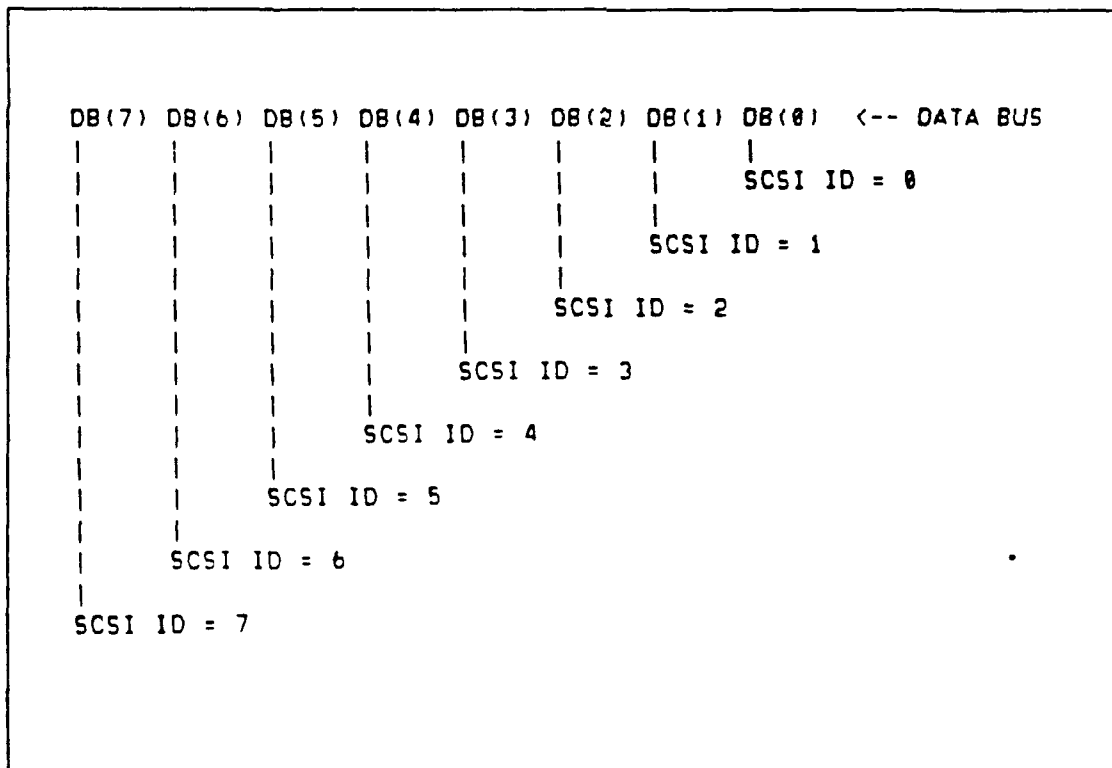 DB(7) DB(6) DB(5) DB(4) DB(3) DB(2) DB(1) DB(0) <-- DATA BUS
SCSI ID = 0
SCSI ID = 1
SCSI ID = 2
SCSI ID = 3
SCSI ID = 4
SCSI ID = 5
SCSI ID = 6
SCSI ID = 7